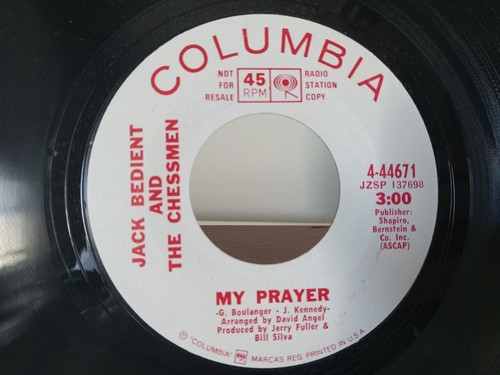 COLUMBIA
NOT
FOR
RESALE
45
RPM
RADIO
STATION
COPY
JACK BEDIENT
AND
THE CHESSMEN
4-44671
JZSP 137698
3:00
Publisher:
Shapiro,
Bernstein &
Co. Inc.
(ASCAP)
MY PRAYER
-G. Boulanger - J. Kennedy-
Arranged by David Angel
Produced by Jerry Fuller &
Bill Silva
Ⓟ "COLUMBIA" MARCAS REG. PRINTED IN U.S.A.